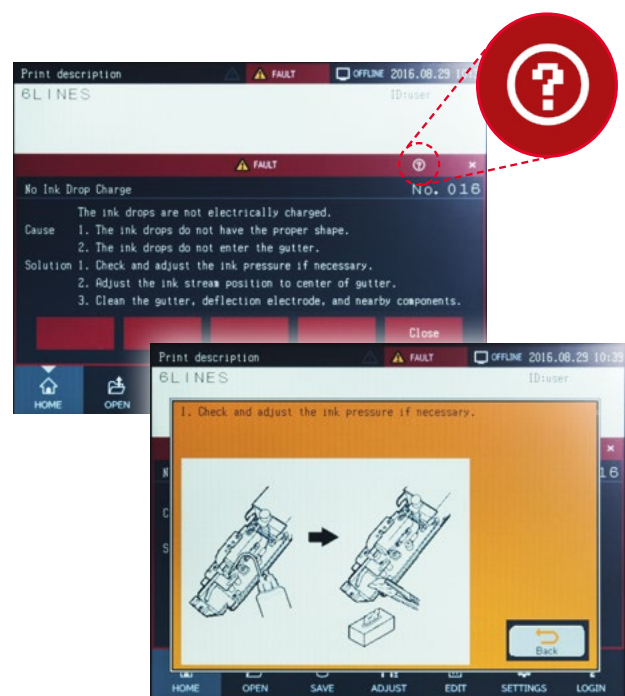 Print description
FAULT
OFFLINE 2016.08.29
6LINES
ID:user
FAULT
No Ink Drop Charge
No. 016
The ink drops are not electrically charged.
Cause 1. The ink drops do not have the proper shape.
2. The ink drops do not enter the gutter.
Solution 1. Check and adjust the ink pressure if necessary.
2. Adjust the ink stream position to center of gutter.
3. Clean the gutter, deflection electrode, and nearby components.
Close
HOME OPEN
Print description
FAULT
OFFLINE 2016.08.29 10:39
6LINES
ID:user
1. Check and adjust the ink pressure if necessary.
16
Back
HOME OPEN SAVE ADJUST EDIT SETTINGS LOGIN